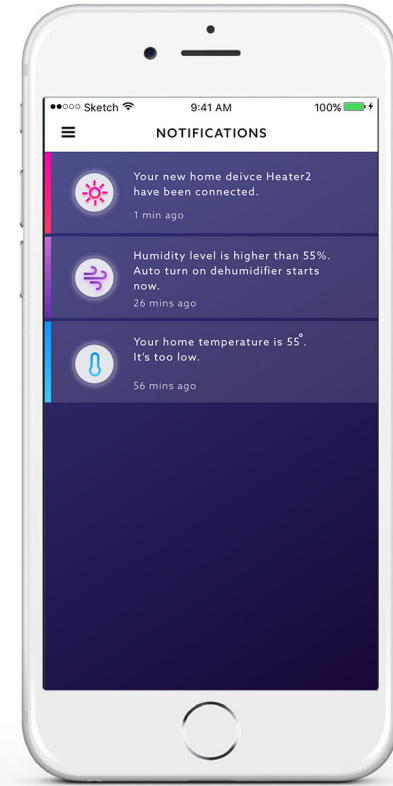 Sketch 9:41 AM 100%
NOTIFICATIONS
Your new home deivce Heater2
have been connected.
1 min ago
Humidity level is higher than 55%.
Auto turn on dehumidifier starts
now.
26 mins ago
Your home temperature is 55°.
It's too low.
56 mins ago